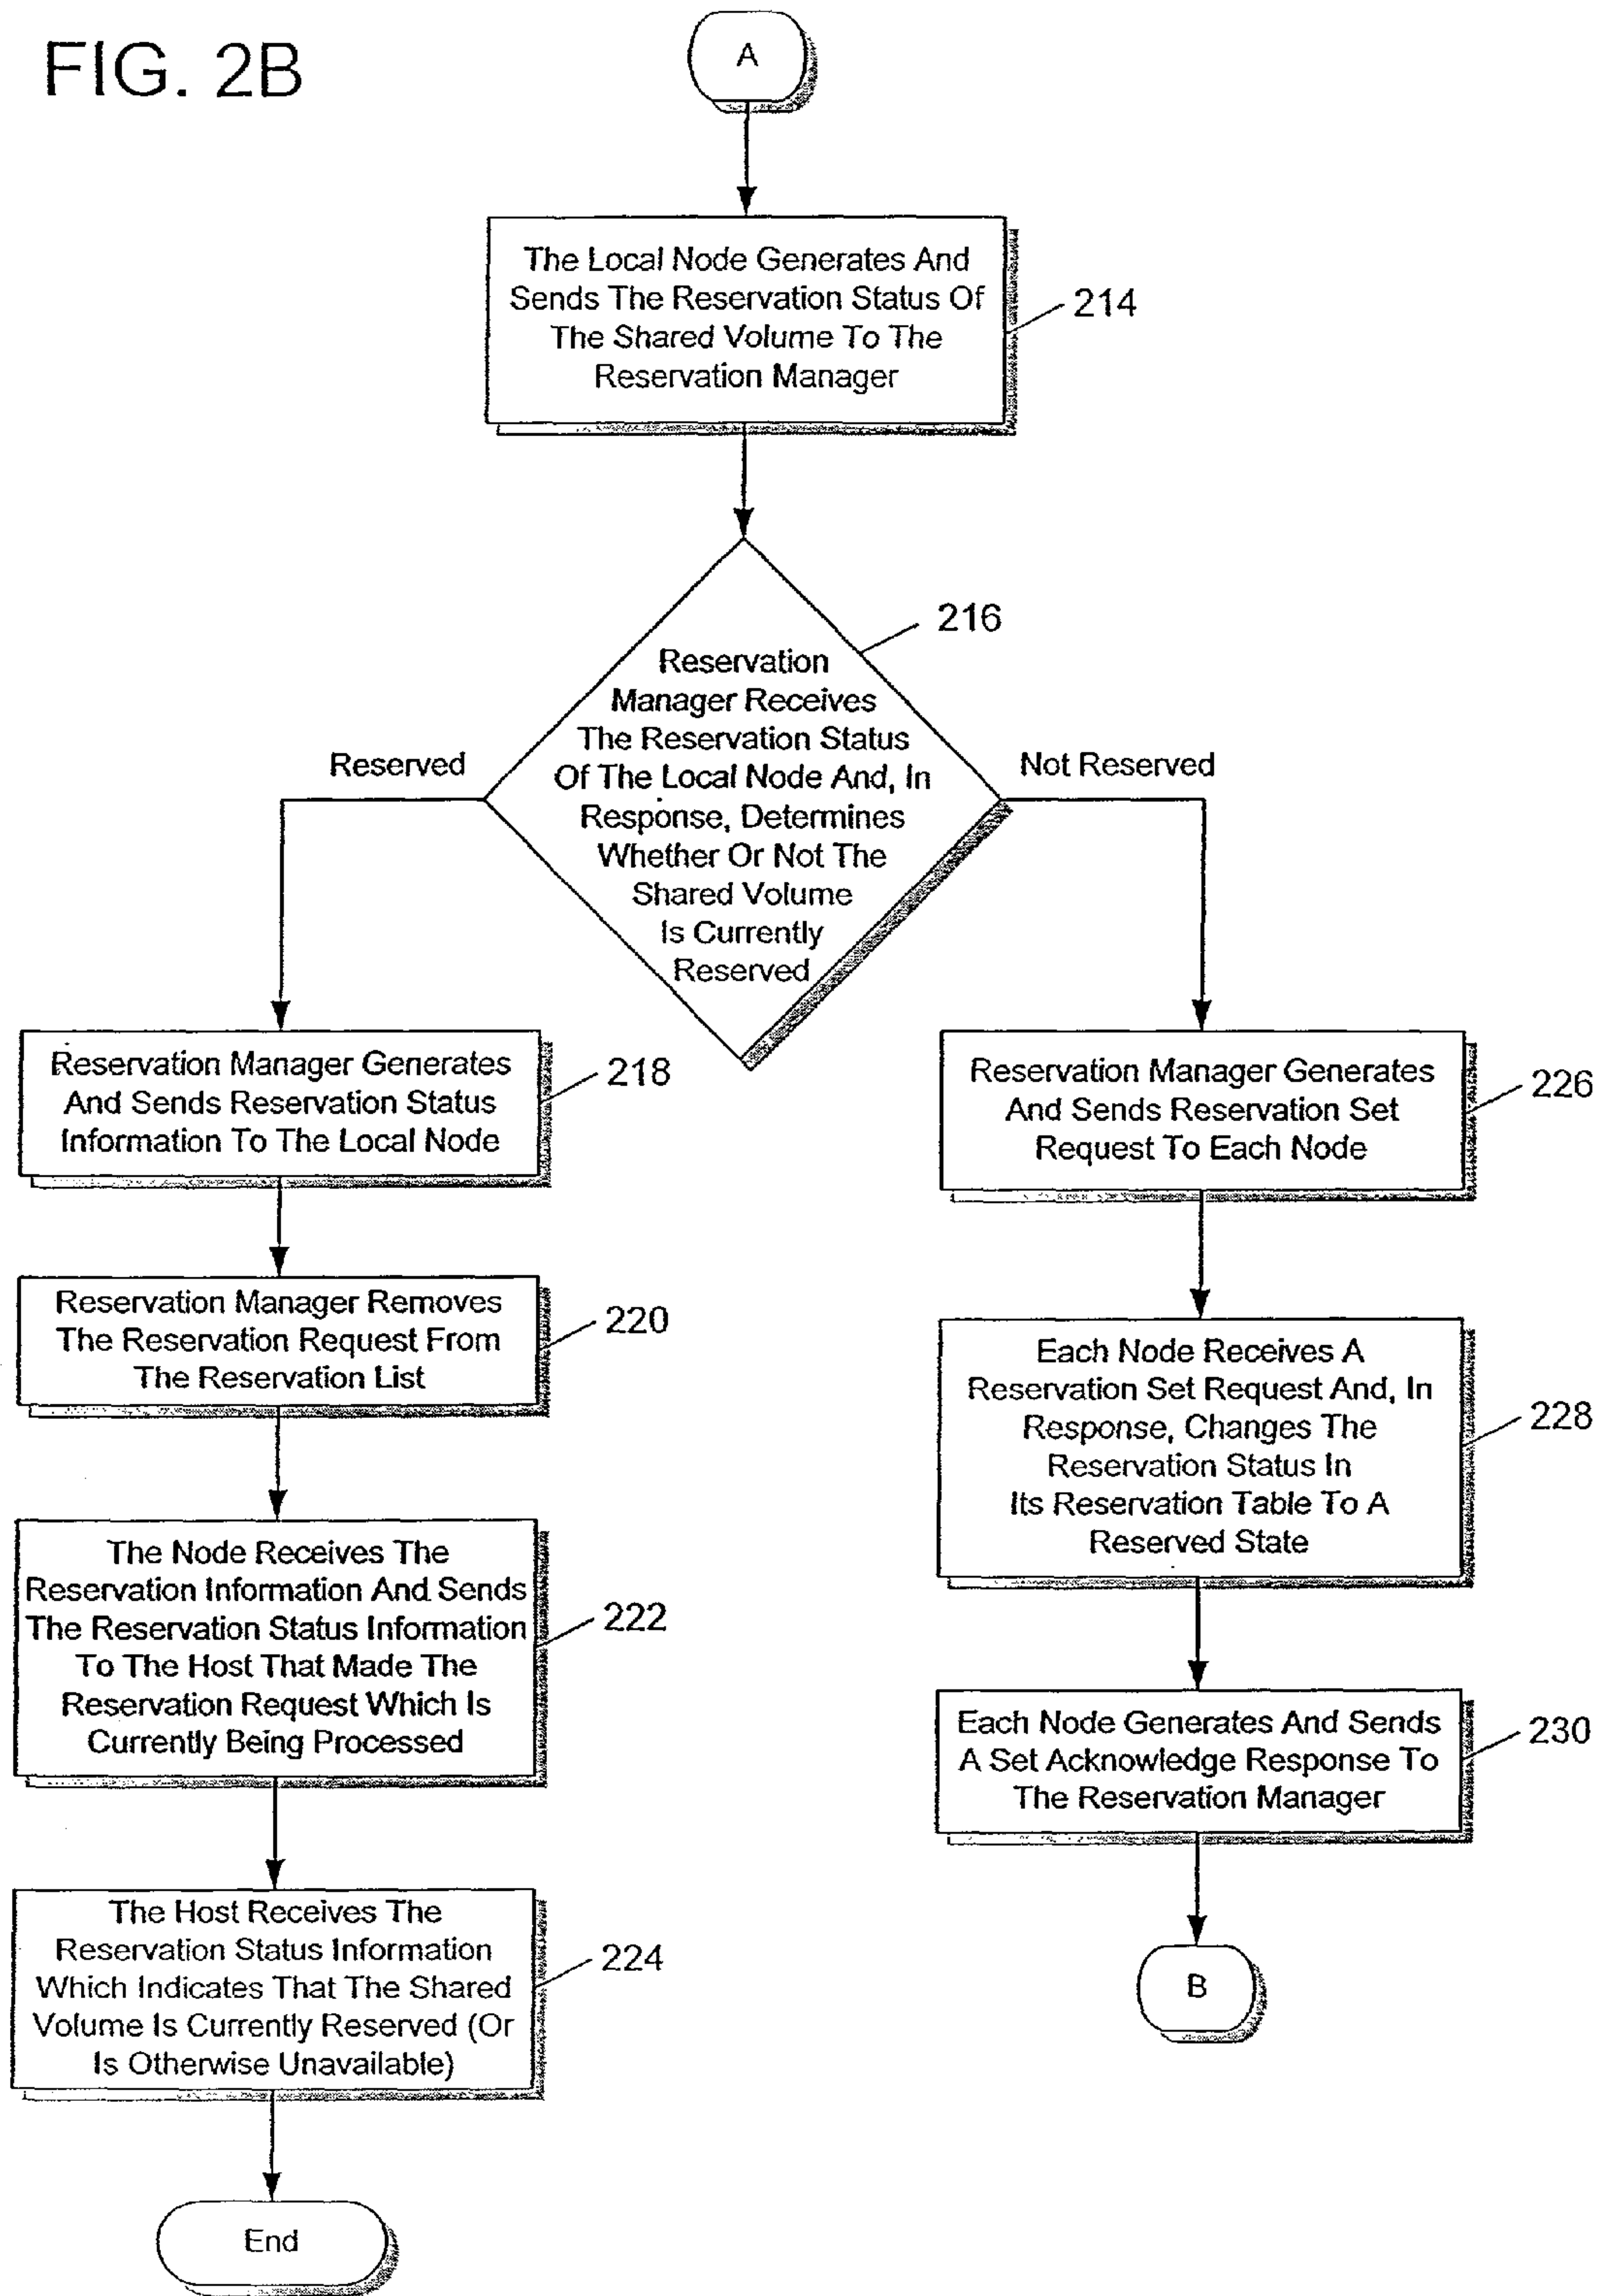 FIG. 2B
A
The Local Node Generates And
Sends The Reservation Status Of
The Shared Volume To The
Reservation Manager
214
216
Reservation
Manager Receives
The Reservation Status
Of The Local Node And, In
Response, Determines
Whether Or Not The
Shared Volume
Is Currently
Reserved
Reserved
Not Reserved
Reservation Manager Generates
And Sends Reservation Status
Information To The Local Node
218
Reservation Manager Removes
The Reservation Request From
The Reservation List
220
The Node Receives The
Reservation Information And Sends
The Reservation Status Information
To The Host That Made The
Reservation Request Which Is
Currently Being Processed
222
The Host Receives The
Reservation Status Information
Which Indicates That The Shared
Volume Is Currently Reserved (Or
Is Otherwise Unavailable)
224
End
Reservation Manager Generates
And Sends Reservation Set
Request To Each Node
226
Each Node Receives A
Reservation Set Request And, In
Response, Changes The
Reservation Status In
Its Reservation Table To A
Reserved State
228
Each Node Generates And Sends
A Set Acknowledge Response To
The Reservation Manager
230
B